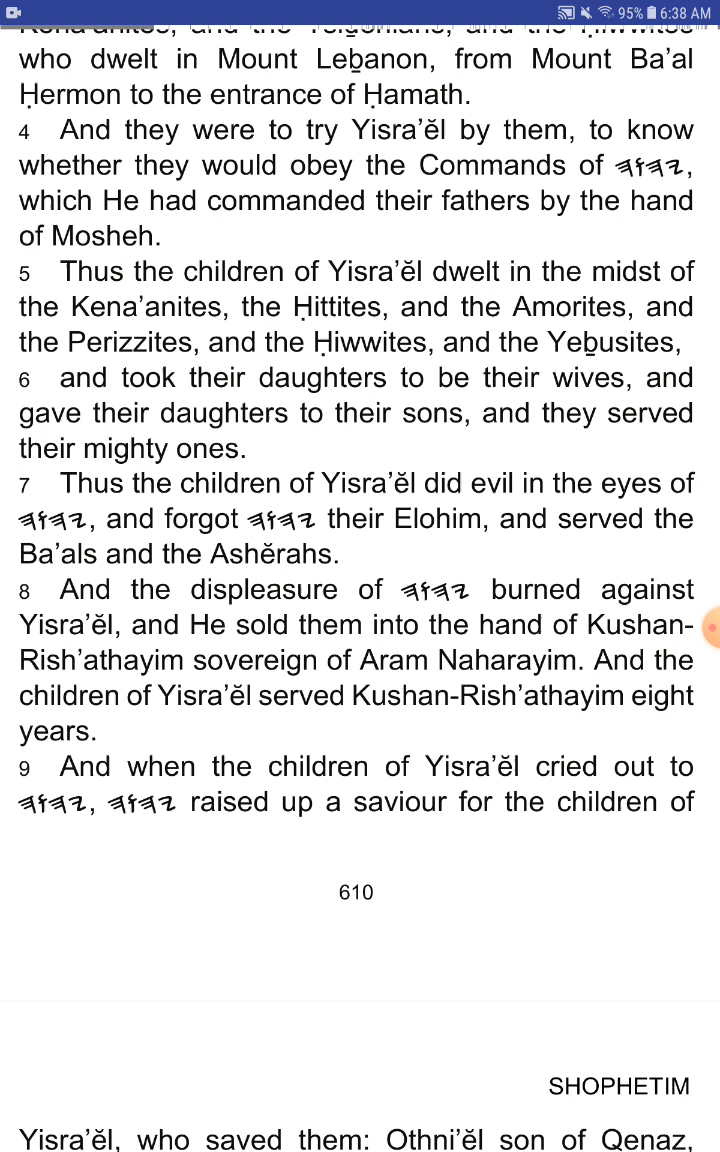 95% 6:38 AM
who dwelt in Mount Leḇanon, from Mount Ba’al
Ḥermon to the entrance of Ḥamath.
4 And they were to try Yisra’ĕl by them, to know
whether they would obey the Commands of 𐤉𐤄𐤅𐤄,
which He had commanded their fathers by the hand
of Mosheh.
5 Thus the children of Yisra’ĕl dwelt in the midst of
the Kena’anites, the Ḥittites, and the Amorites, and
the Perizzites, and the Ḥiwwites, and the Yeḇusites,
6 and took their daughters to be their wives, and
gave their daughters to their sons, and they served
their mighty ones.
7 Thus the children of Yisra’ĕl did evil in the eyes of
𐤉𐤄𐤅𐤄, and forgot 𐤉𐤄𐤅𐤄 their Elohim, and served the
Ba’als and the Ashĕrahs.
8 And the displeasure of 𐤉𐤄𐤅𐤄 burned against
Yisra’ĕl, and He sold them into the hand of Kushan-
Rish’athayim sovereign of Aram Naharayim. And the
children of Yisra’ĕl served Kushan-Rish’athayim eight
years.
9 And when the children of Yisra’ĕl cried out to
𐤉𐤄𐤅𐤄, 𐤉𐤄𐤅𐤄 raised up a saviour for the children of
610
SHOPHETIM
Yisra’ĕl, who saved them: Othni’ĕl son of Qenaz,